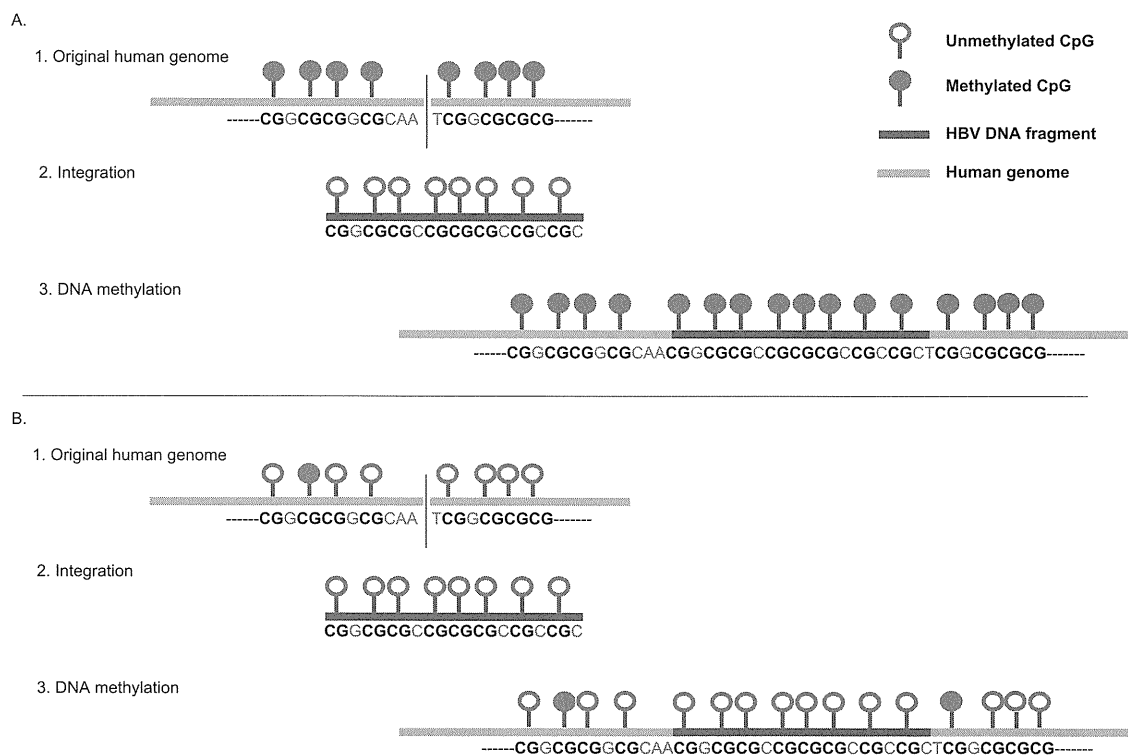 A.
1. Original human genome
------CGGCGCGGCGCAA TCGGCGCGCG-------
2. Integration
CGGCGCGCCGCGCGCCGCCGC
3. DNA methylation
------CGGCGCGGCGCAACGGCGCGCCGCGCGCCGCCGCTCGGCGCGCG-------
Unmethylated CpG
Methylated CpG
HBV DNA fragment
Human genome
B.
1. Original human genome
------CGGCGCGGCGCAA TCGGCGCGCG-------
2. Integration
CGGCGCGCCGCGCGCCGCCGC
3. DNA methylation
------CGGCGCGGCGCAACGGCGCGCCGCGCGCCGCCGCTCGGCGCGCG-------